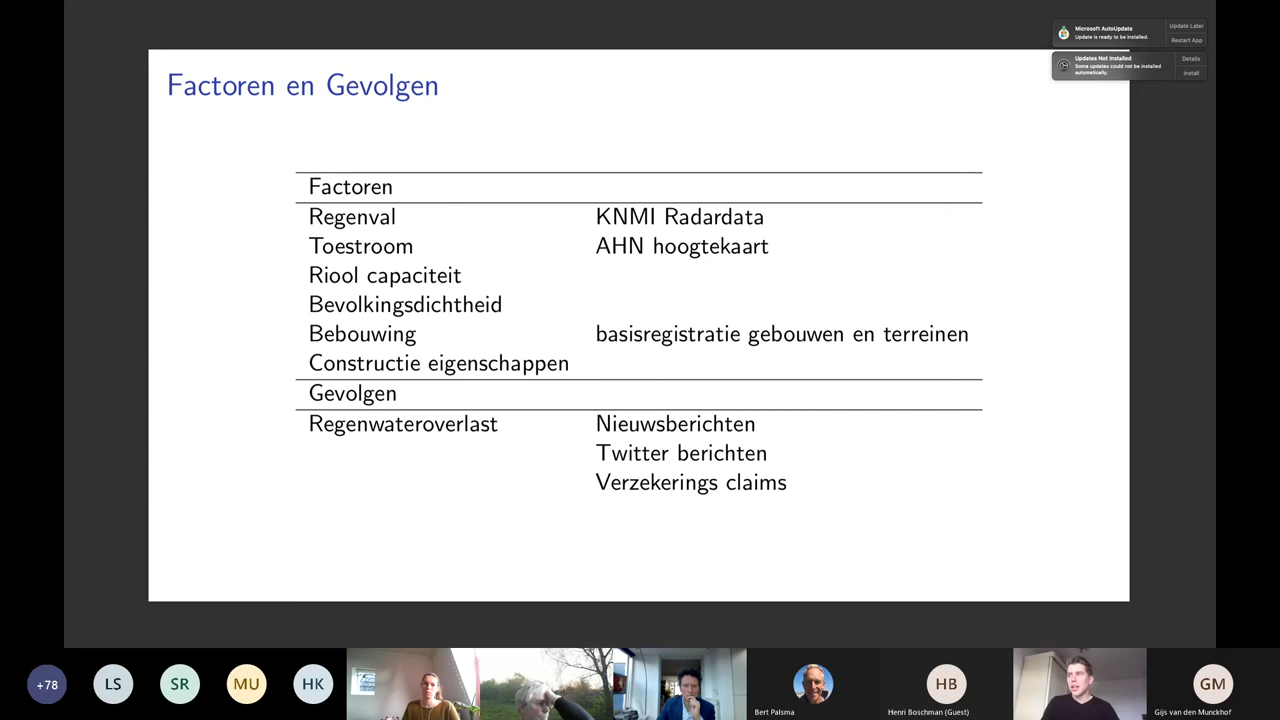 Microsoft AutoUpdate
Update is ready to be installed.
Update Later
Restart App
Updates Not Installed
Some updates could not be installed
automatically.
Details
Install
Factoren en Gevolgen
Factoren
Regenval KNMI Radardata
Toestroom AHN hoogtekaart
Riool capaciteit
Bevolkingsdichtheid
Bebouwing basisregistratie gebouwen en terreinen
Constructie eigenschappen
Gevolgen
Regenwateroverlast Nieuwsberichten
Twitter berichten
Verzekerings claims
+78 LS SR MU HK HB GM
Bert Palsma Henri Boschman (Guest) Gijs van den Munckhof